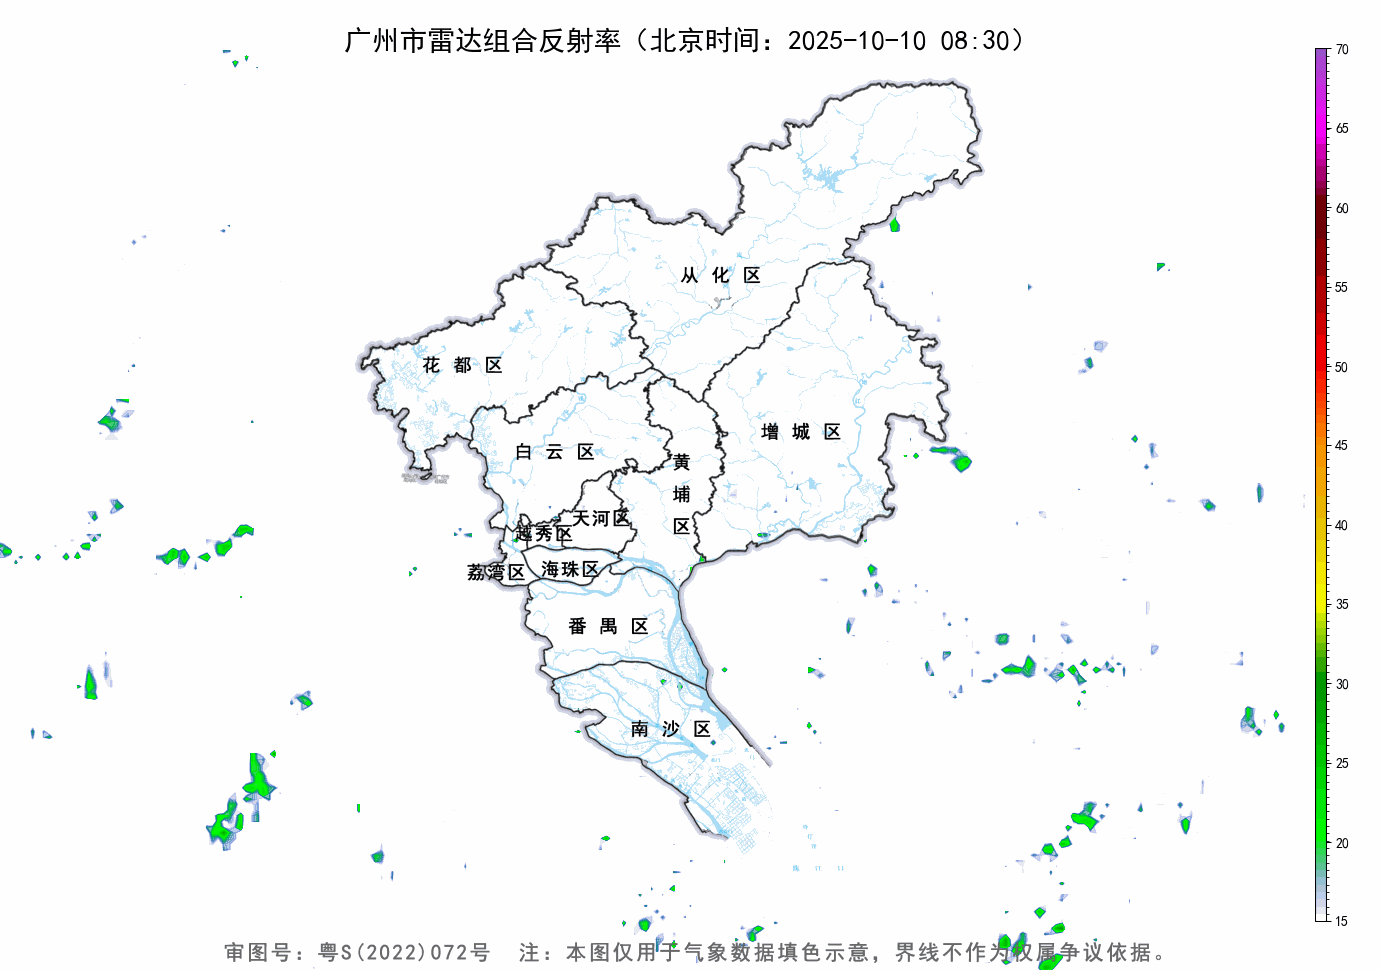 广州市雷达组合反射率（北京时间：2025-10-10 08:30）
70
65
60
55
50
45
40
35
30
25
20
15
从化区
花都区
增城区
白云区
黄埔区
天河区
越秀区
荔湾区
海珠区
番禺区
南沙区
审图号：粤S(2022)072号 注：本图仅用于气象数据填色示意，界线不作为权属争议依据。